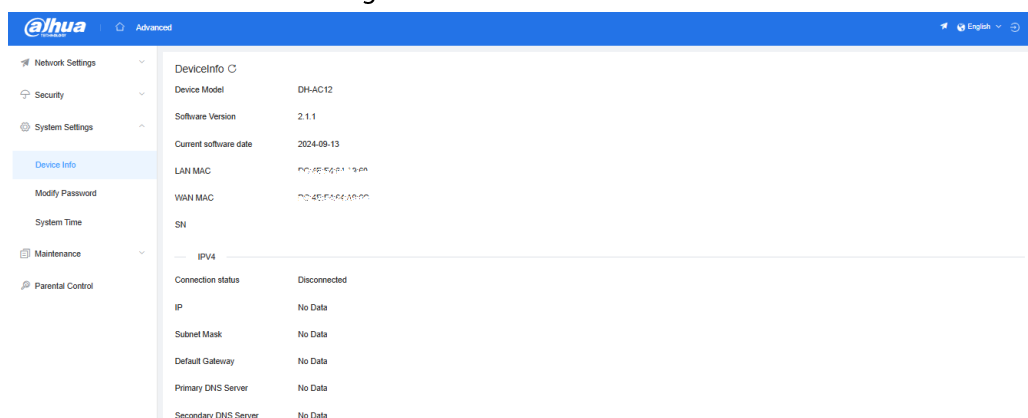 alhua
TECHNOLOGY
Advanced
English
Network Settings
Security
System Settings
Device Info
Modify Password
System Time
Maintenance
Parental Control
DeviceInfo
Device Model DH-AC12
Software Version 2.1.1
Current software date 2024-09-13
LAN MAC
WAN MAC
SN
IPV4
Connection status Disconnected
IP No Data
Subnet Mask No Data
Default Gateway No Data
Primary DNS Server No Data
Secondary DNS Server No Data